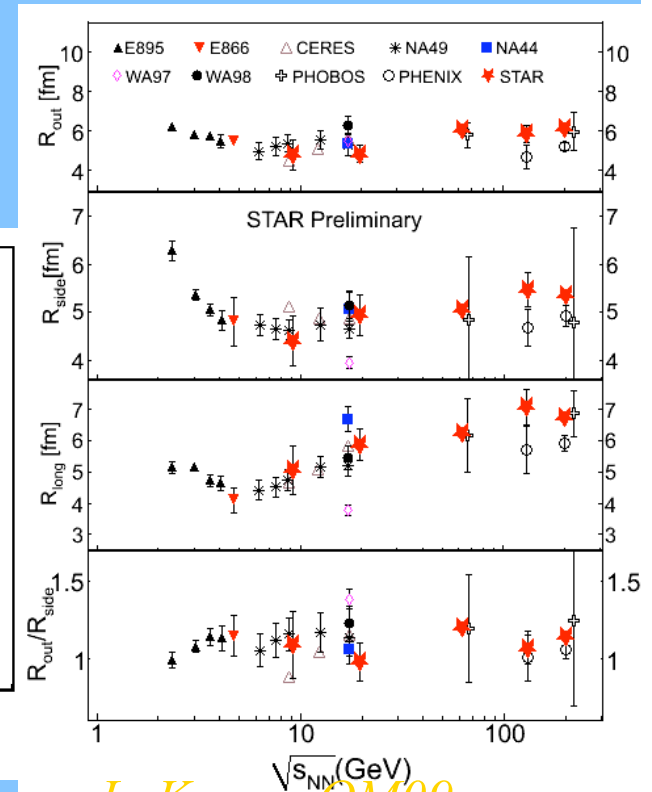 E895 E866 CERES NA49 NA44
WA97 WA98 PHOBOS PHENIX STAR
R_out [fm]
10 10
8 8
6 6
4 4
STAR Preliminary
R_side[fm]
7 7
6 6
5 5
4 4
R_long [fm]
7 7
6 6
5 5
4 4
3 3
R_out/R_side
1.5 1.5
1 1
1 10 100
√s_NN(GeV)